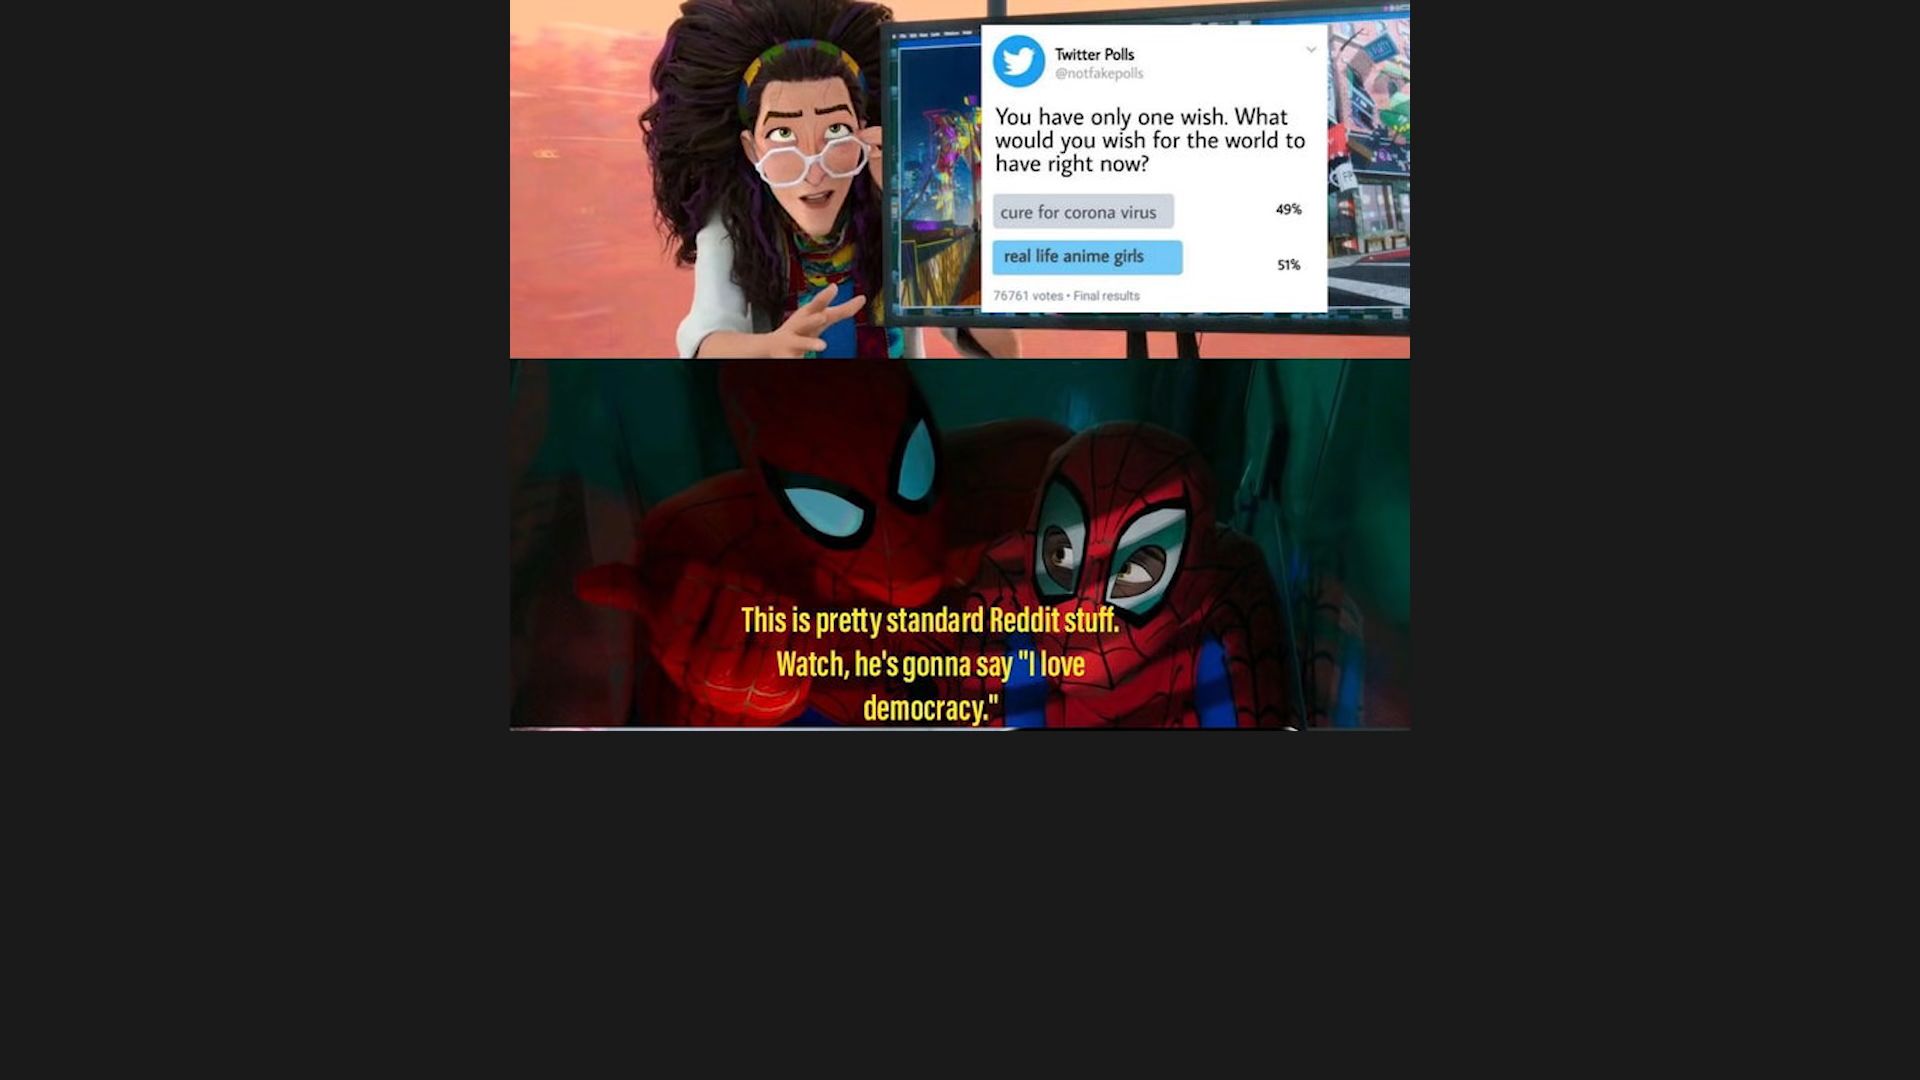 Twitter Polls
@notfakepolls
You have only one wish. What
would you wish for the world to
have right now?
cure for corona virus 49%
real life anime girls 51%
76761 votes • Final results
This is pretty standard Reddit stuff.
Watch, he's gonna say "I love
democracy."